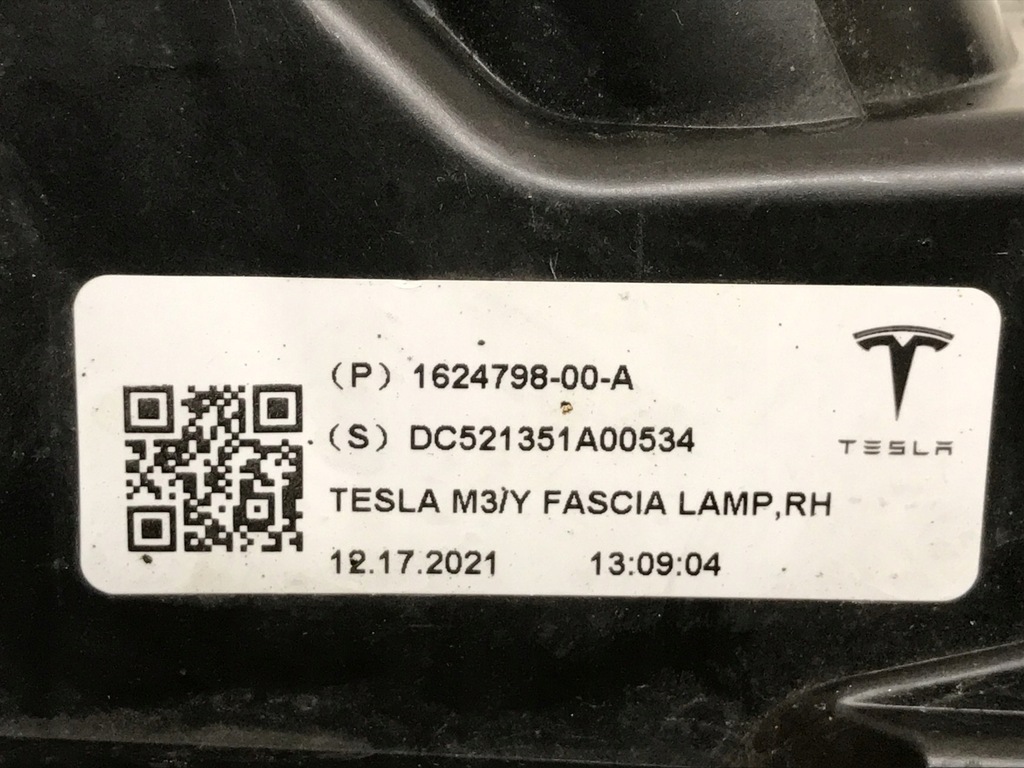 (P) 1624798-00-A
(S) DC521351A00534
TESLA M3/Y FASCIA LAMP,RH
12.17.2021 13:09:04
TESLA